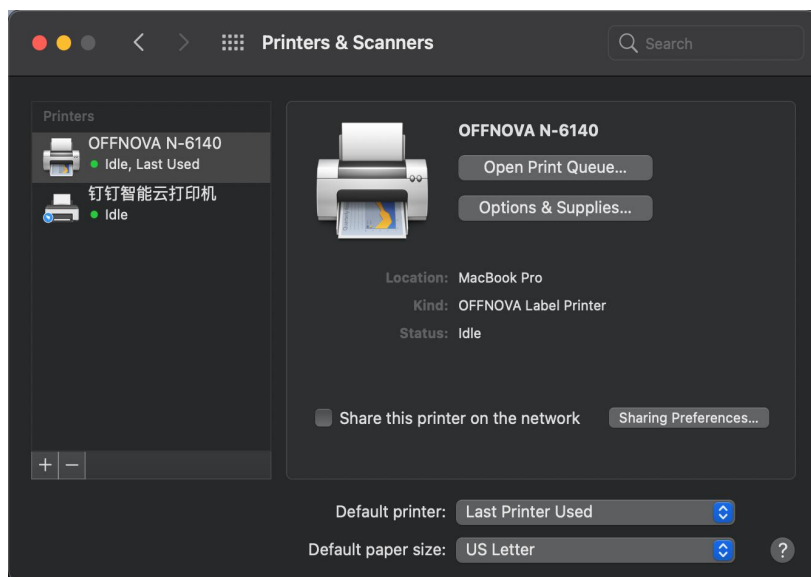 Printers & Scanners
Search
Printers
OFFNOVA N-6140
Idle, Last Used
钉钉智能云打印机
Idle
OFFNOVA N-6140
Open Print Queue...
Options & Supplies...
Location: MacBook Pro
Kind: OFFNOVA Label Printer
Status: Idle
Share this printer on the network
Sharing Preferences...
Default printer: Last Printer Used
Default paper size: US Letter
?